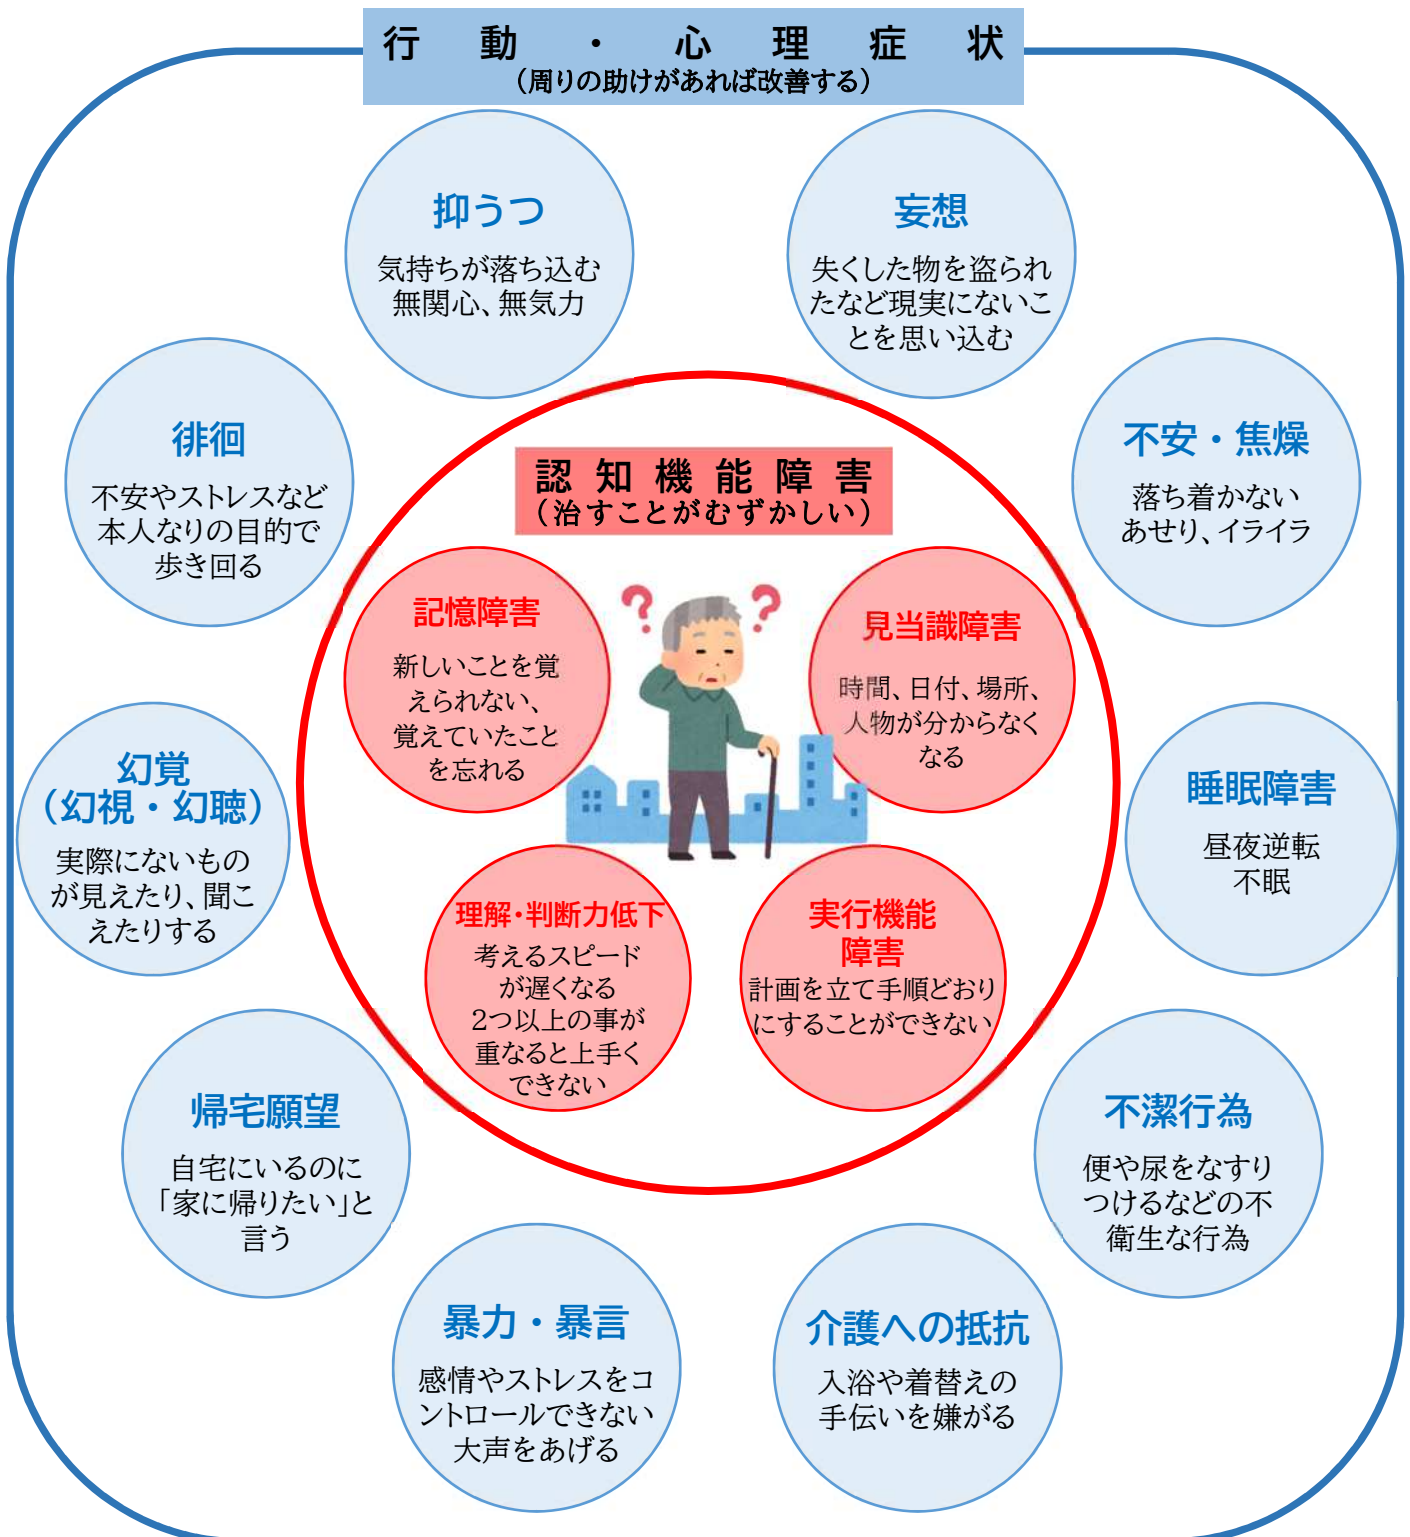 行動・心理症状
（周りの助けがあれば改善する）
抑うつ
気持ちが落ち込む
無関心、無気力
妄想
失くした物を盗られ
たなど現実にないこ
とを思い込む
徘徊
不安やストレスなど
本人なりの目的で
歩き回る
不安・焦燥
落ち着かない
あせり、イライラ
認知機能障害
（治すことがむずかしい）
記憶障害
新しいことを覚
えられない、
覚えていたこと
を忘れる
見当識障害
時間、日付、場所、
人物が分からなく
なる
幻覚
（幻視・幻聴）
実際にないもの
が見えたり、聞こ
えたりする
睡眠障害
昼夜逆転
不眠
理解・判断力低下
考えるスピード
が遅くなる
2つ以上の事が
重なると上手く
できない
実行機能
障害
計画を立て手順どおり
にすることができない
帰宅願望
自宅にいるのに
「家に帰りたい」と
言う
不潔行為
便や尿をなすり
つけるなどの不
衛生な行為
暴力・暴言
感情やストレスをコ
ントロールできない
大声をあげる
介護への抵抗
入浴や着替えの
手伝いを嫌がる